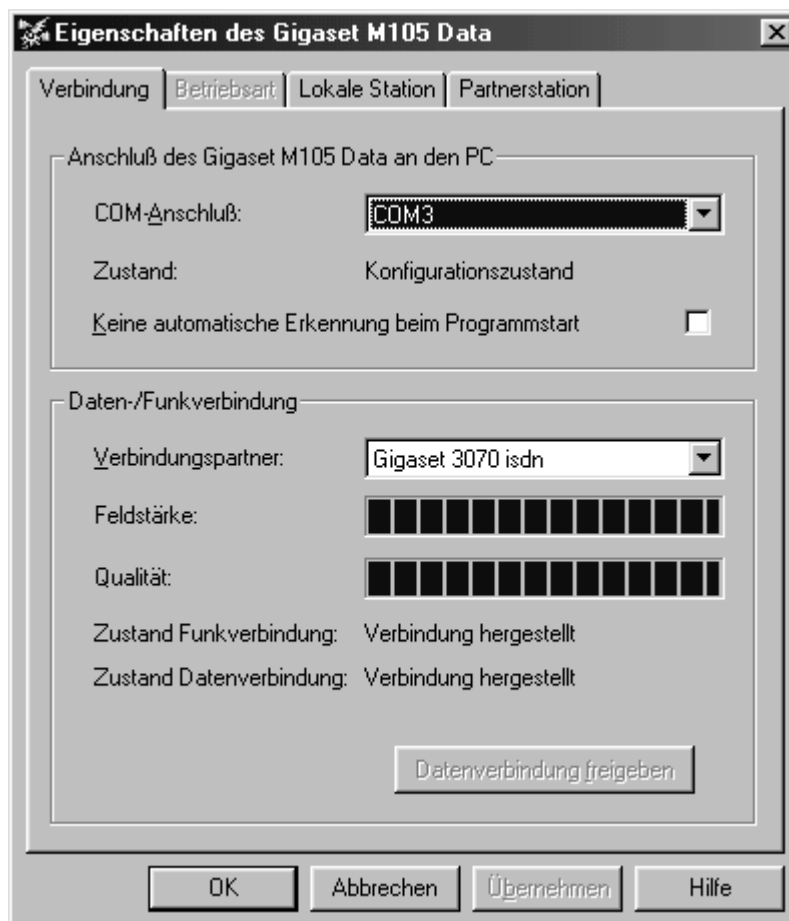 Eigenschaften des Gigaset M105 Data
Verbindung Betriebsart Lokale Station Partnerstation
Anschluß des Gigaset M105 Data an den PC
COM-Anschluß: COM3
Zustand: Konfigurationszustand
Keine automatische Erkennung beim Programmstart
Daten-/Funkverbindung
Verbindungspartner: Gigaset 3070 isdn
Feldstärke:
Qualität:
Zustand Funkverbindung: Verbindung hergestellt
Zustand Datenverbindung: Verbindung hergestellt
Datenverbindung freigeben
OK Abbrechen Übernehmen Hilfe